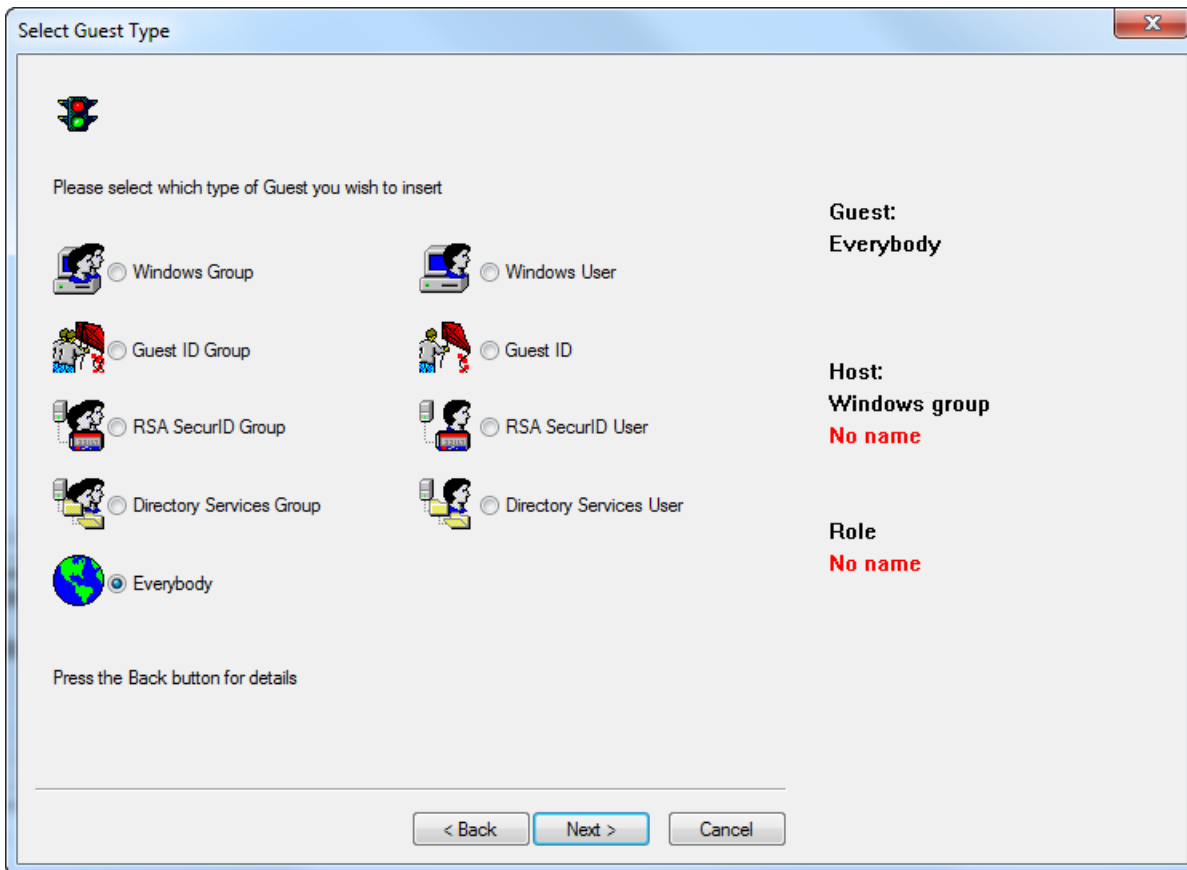 Select Guest Type
Please select which type of Guest you wish to insert
Windows Group
Windows User
Guest ID Group
Guest ID
RSA SecurID Group
RSA SecurID User
Directory Services Group
Directory Services User
Everybody
Press the Back button for details
Guest:
Everybody
Host:
Windows group
No name
Role
No name
< Back
Next >
Cancel